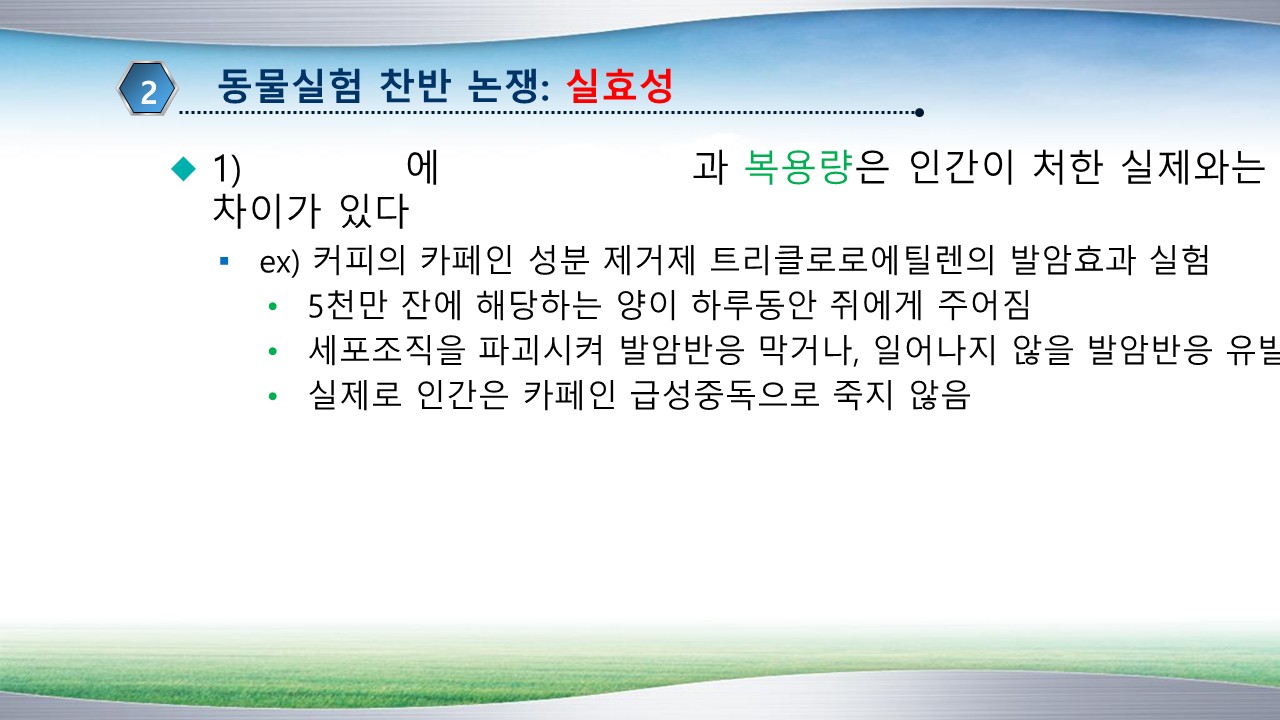 2
동물실험 찬반 논쟁: 실효성
1) 에 과 복용량은 인간이 처한 실제와는
차이가 있다
ex) 커피의 카페인 성분 제거제 트리클로로에틸렌의 발암효과 실험
5천만 잔에 해당하는 양이 하루동안 쥐에게 주어짐
세포조직을 파괴시켜 발암반응 막거나, 일어나지 않을 발암반응 유발
실제로 인간은 카페인 급성중독으로 죽지 않음